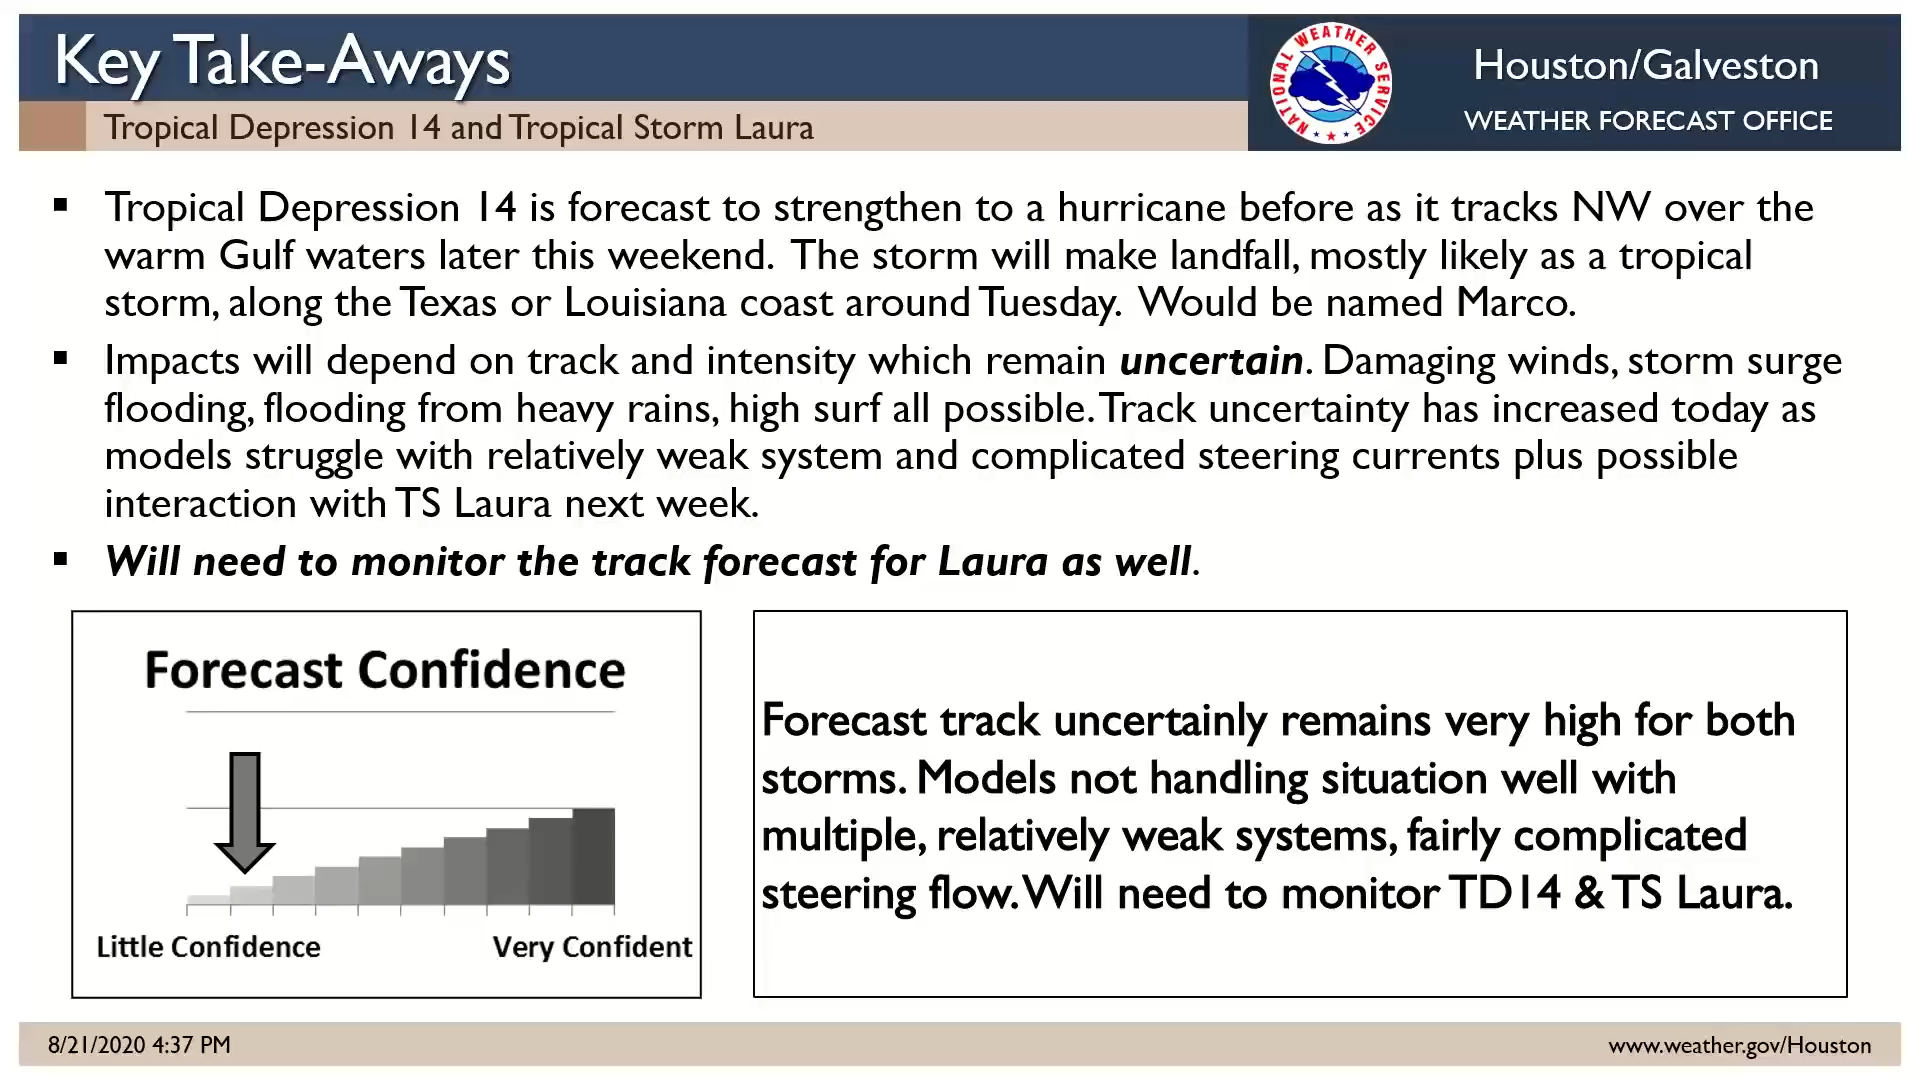 Key Take-Aways
Tropical Depression 14 and Tropical Storm Laura
NATIONAL WEATHER SERVICE
Houston/Galveston
WEATHER FORECAST OFFICE
▪ Tropical Depression 14 is forecast to strengthen to a hurricane before as it tracks NW over the
warm Gulf waters later this weekend. The storm will make landfall, mostly likely as a tropical
storm, along the Texas or Louisiana coast around Tuesday. Would be named Marco.
▪ Impacts will depend on track and intensity which remain uncertain. Damaging winds, storm surge
flooding, flooding from heavy rains, high surf all possible. Track uncertainty has increased today as
models struggle with relatively weak system and complicated steering currents plus possible
interaction with TS Laura next week.
▪ Will need to monitor the track forecast for Laura as well.
Forecast Confidence
Little Confidence
Very Confident
Forecast track uncertainly remains very high for both
storms. Models not handling situation well with
multiple, relatively weak systems, fairly complicated
steering flow. Will need to monitor TD14 & TS Laura.
8/21/2020 4:37 PM
www.weather.gov/Houston